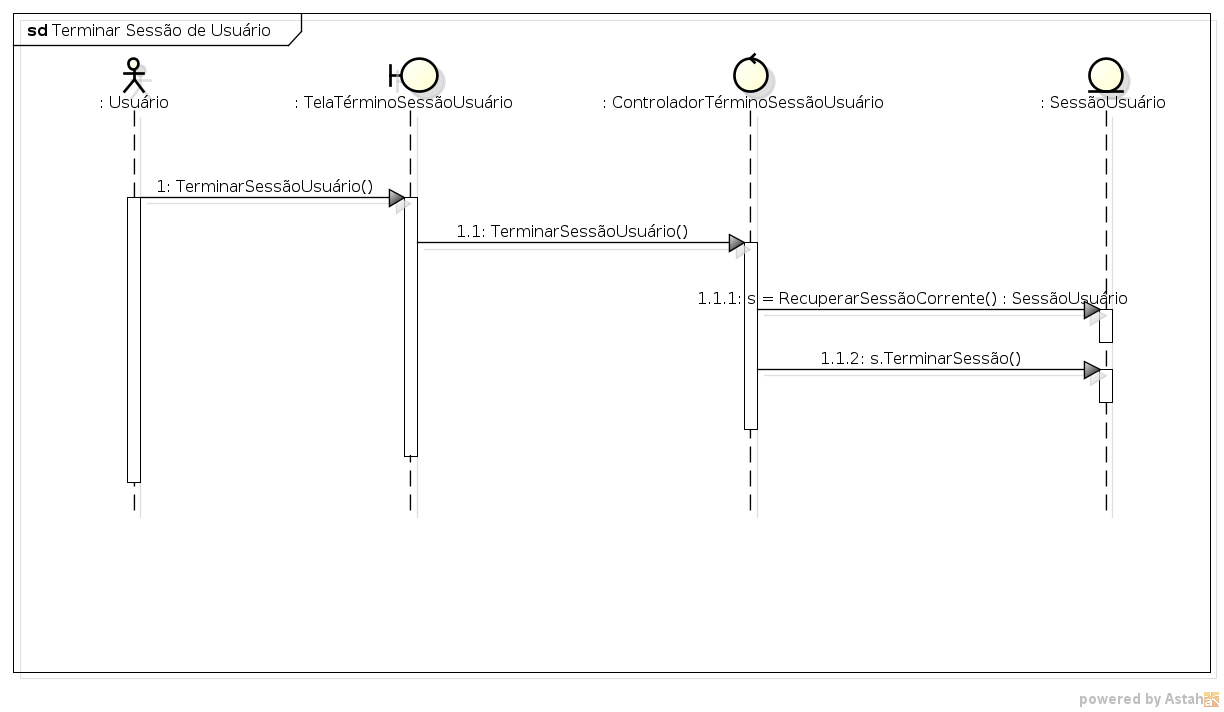 sd Terminar Sessão de Usuário
: Usuário
: TelaTérminoSessãoUsuário
: ControladorTérminoSessãoUsuário
: SessãoUsuário
1: TerminarSessãoUsuário()
1.1: TerminarSessãoUsuário()
1.1.1: s = RecuperarSessãoCorrente() : SessãoUsuário
1.1.2: s.TerminarSessão()
powered by Astah